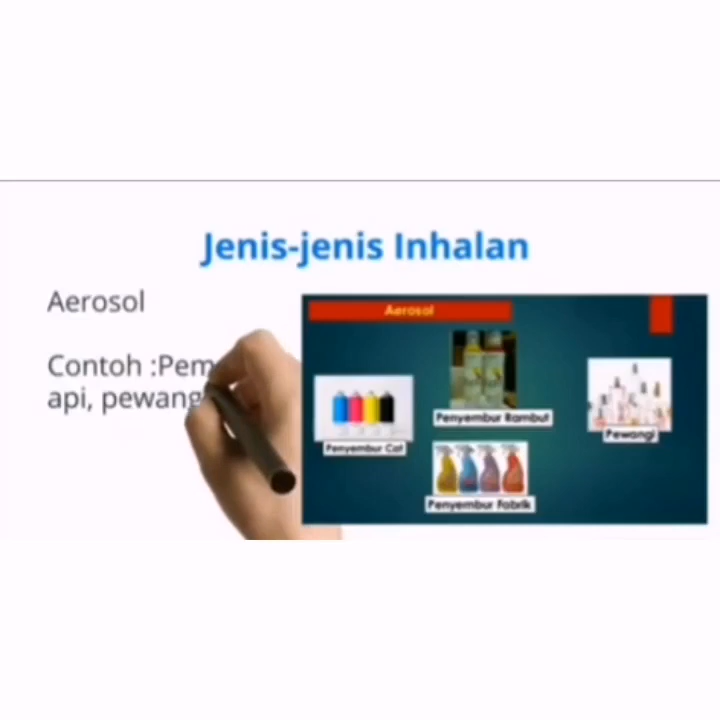 Jenis-jenis Inhalan
Aerosol
Contoh :Pem
api, pewang
Aerosol
Penyembur Cat
Penyembur Rambut
Pewangi
Penyembur Fabrik